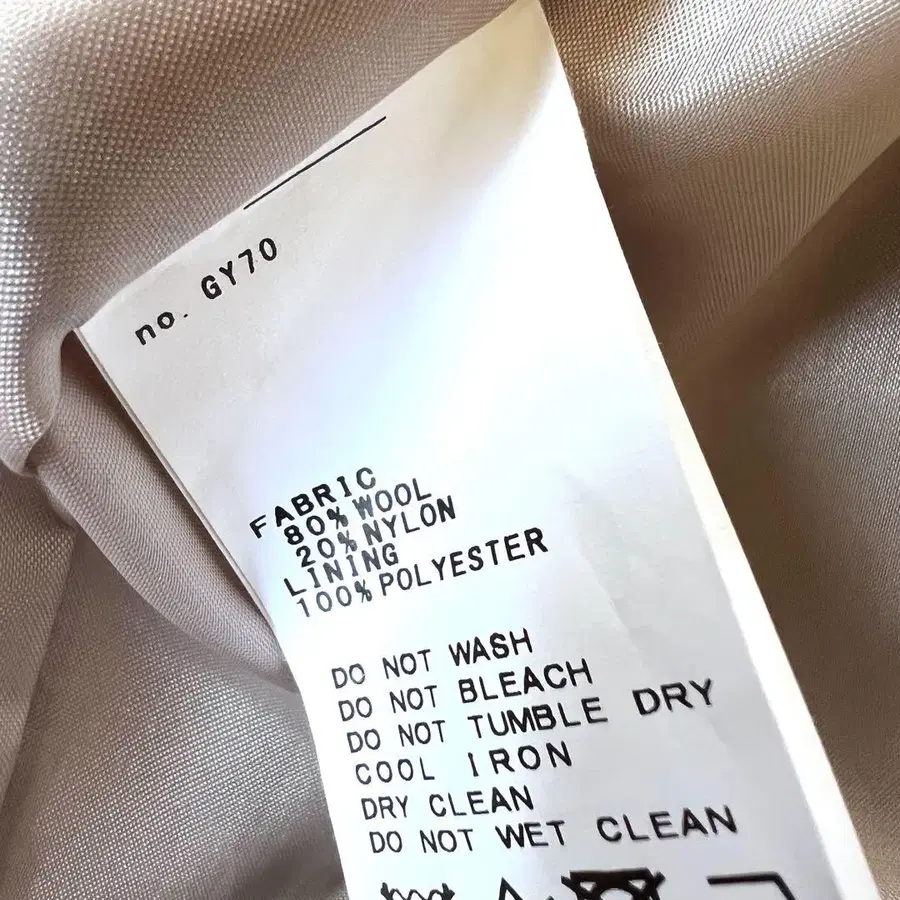 no. GY70
FABRIC
80% WOOL
20% NYLON
LINING
100% POLYESTER
DO NOT WASH
DO NOT BLEACH
DO NOT TUMBLE DRY
COOL IRON
DRY CLEAN
DO NOT WET CLEAN